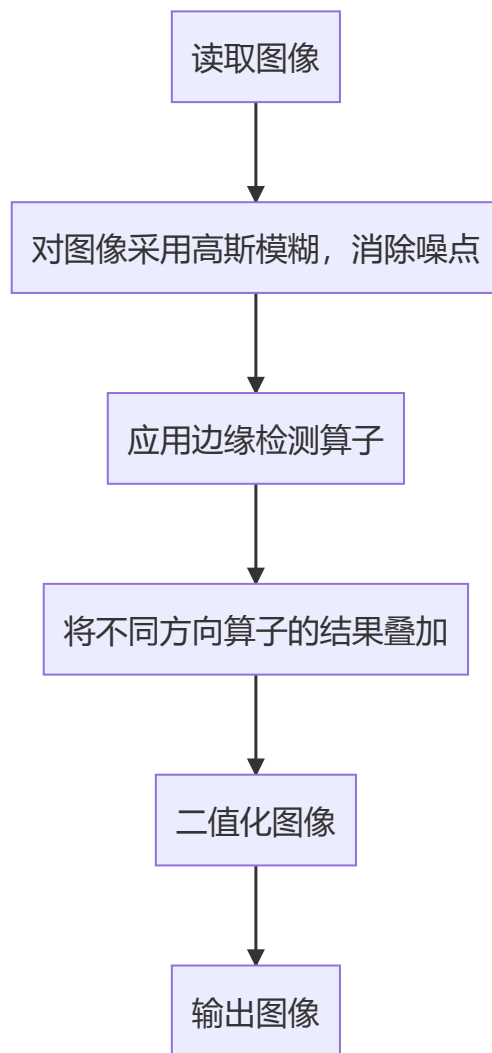 读取图像
对图像采用高斯模糊，消除噪点
应用边缘检测算子
将不同方向算子的结果叠加
二值化图像
输出图像